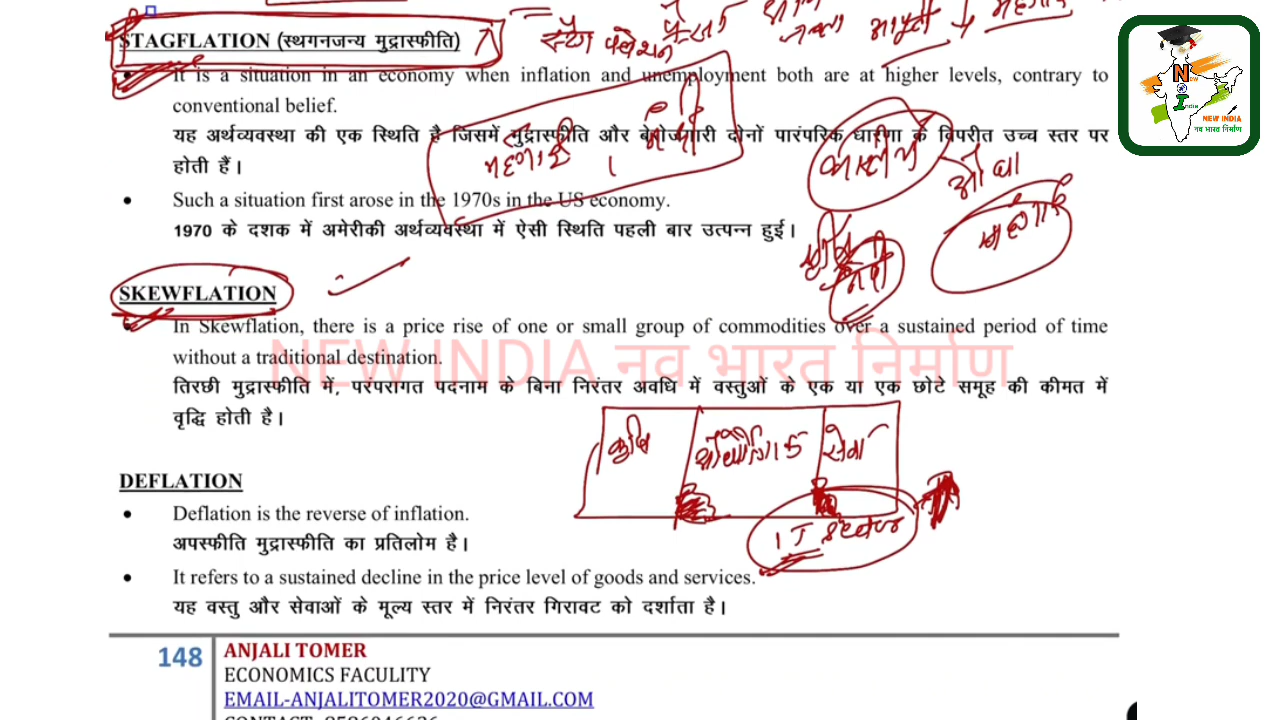 STAGFLATION (स्थगनजन्य मुद्रास्फीति)
It is a situation in an economy when inflation and unemployment both are at higher levels, contrary to
conventional belief.
यह अर्थव्यवस्था की एक स्थिति है जिसमें मुद्रास्फीति और बेरोजगारी दोनों पारंपरिक धारणा के विपरीत उच्च स्तर पर
होती हैं।
महगाई । मन्दी
Such a situation first arose in the 1970s in the US economy.
1970 के दशक में अमेरीकी अर्थव्यवस्था में ऐसी स्थिति पहली बार उत्पन्न हुई।
महगाई
SKEWFLATION
In Skewflation, there is a price rise of one or small group of commodities over a sustained period of time
without a traditional destination.
NEW INDIA नव भारत निर्माण
तिरछी मुद्रास्फीति में, परंपरागत पदनाम के बिना निरंतर अवधि में वस्तुओं के एक या एक छोटे समूह की कीमत में
वृद्धि होती है।
कृषि औद्योगिक सेवा
DEFLATION
Deflation is the reverse of inflation.
अपस्फीति मुद्रास्फीति का प्रतिलोम है।
IT सेक्टर
It refers to a sustained decline in the price level of goods and services.
यह वस्तु और सेवाओं के मूल्य स्तर में निरंतर गिरावट को दर्शाता है।
148 ANJALI TOMER
ECONOMICS FACULITY
EMAIL-ANJALITOMER2020@GMAIL.COM
NEW INDIA
नव भारत निर्माण